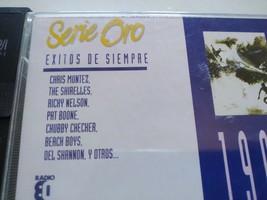 Serie Oro
EXITOS DE SIEMPRE
CHRIS MONTEZ,
THE SHIRELLES,
RICKY NELSON,
PAT BOONE,
CHUBBY CHECKER,
BEACH BOYS,
DEL SHANNON, Y OTROS...
RADIO